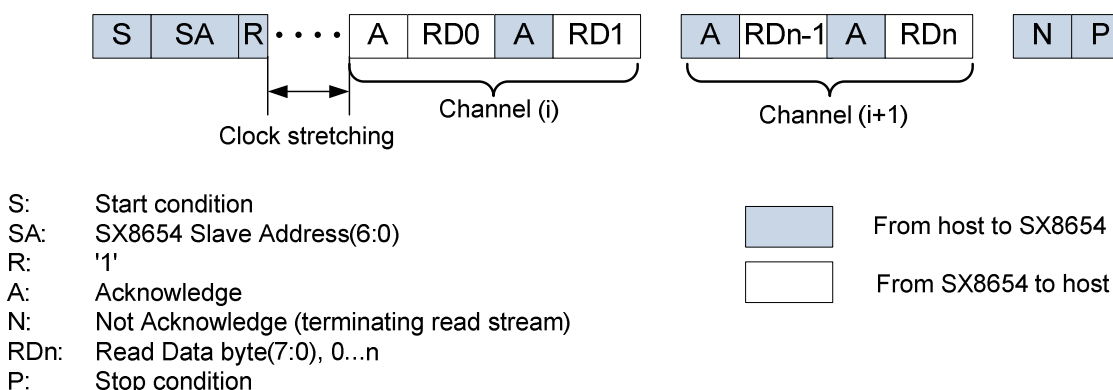 S SA R A RD0 A RD1 A RDn-1 A RDn N P
Channel (i)
Channel (i+1)
Clock stretching
S: Start condition
SA: SX8654 Slave Address(6:0)
R: '1'
A: Acknowledge
N: Not Acknowledge (terminating read stream)
RDn: Read Data byte(7:0), 0...n
P: Stop condition
From host to SX8654
From SX8654 to host